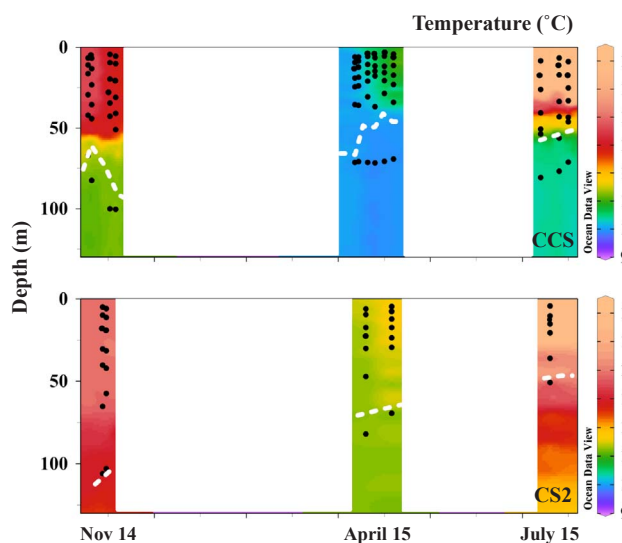 Temperature (˚C)
0
50
100
CCS
Ocean Data View
Depth (m)
0
50
100
CS2
Ocean Data View
Nov 14
April 15
July 15